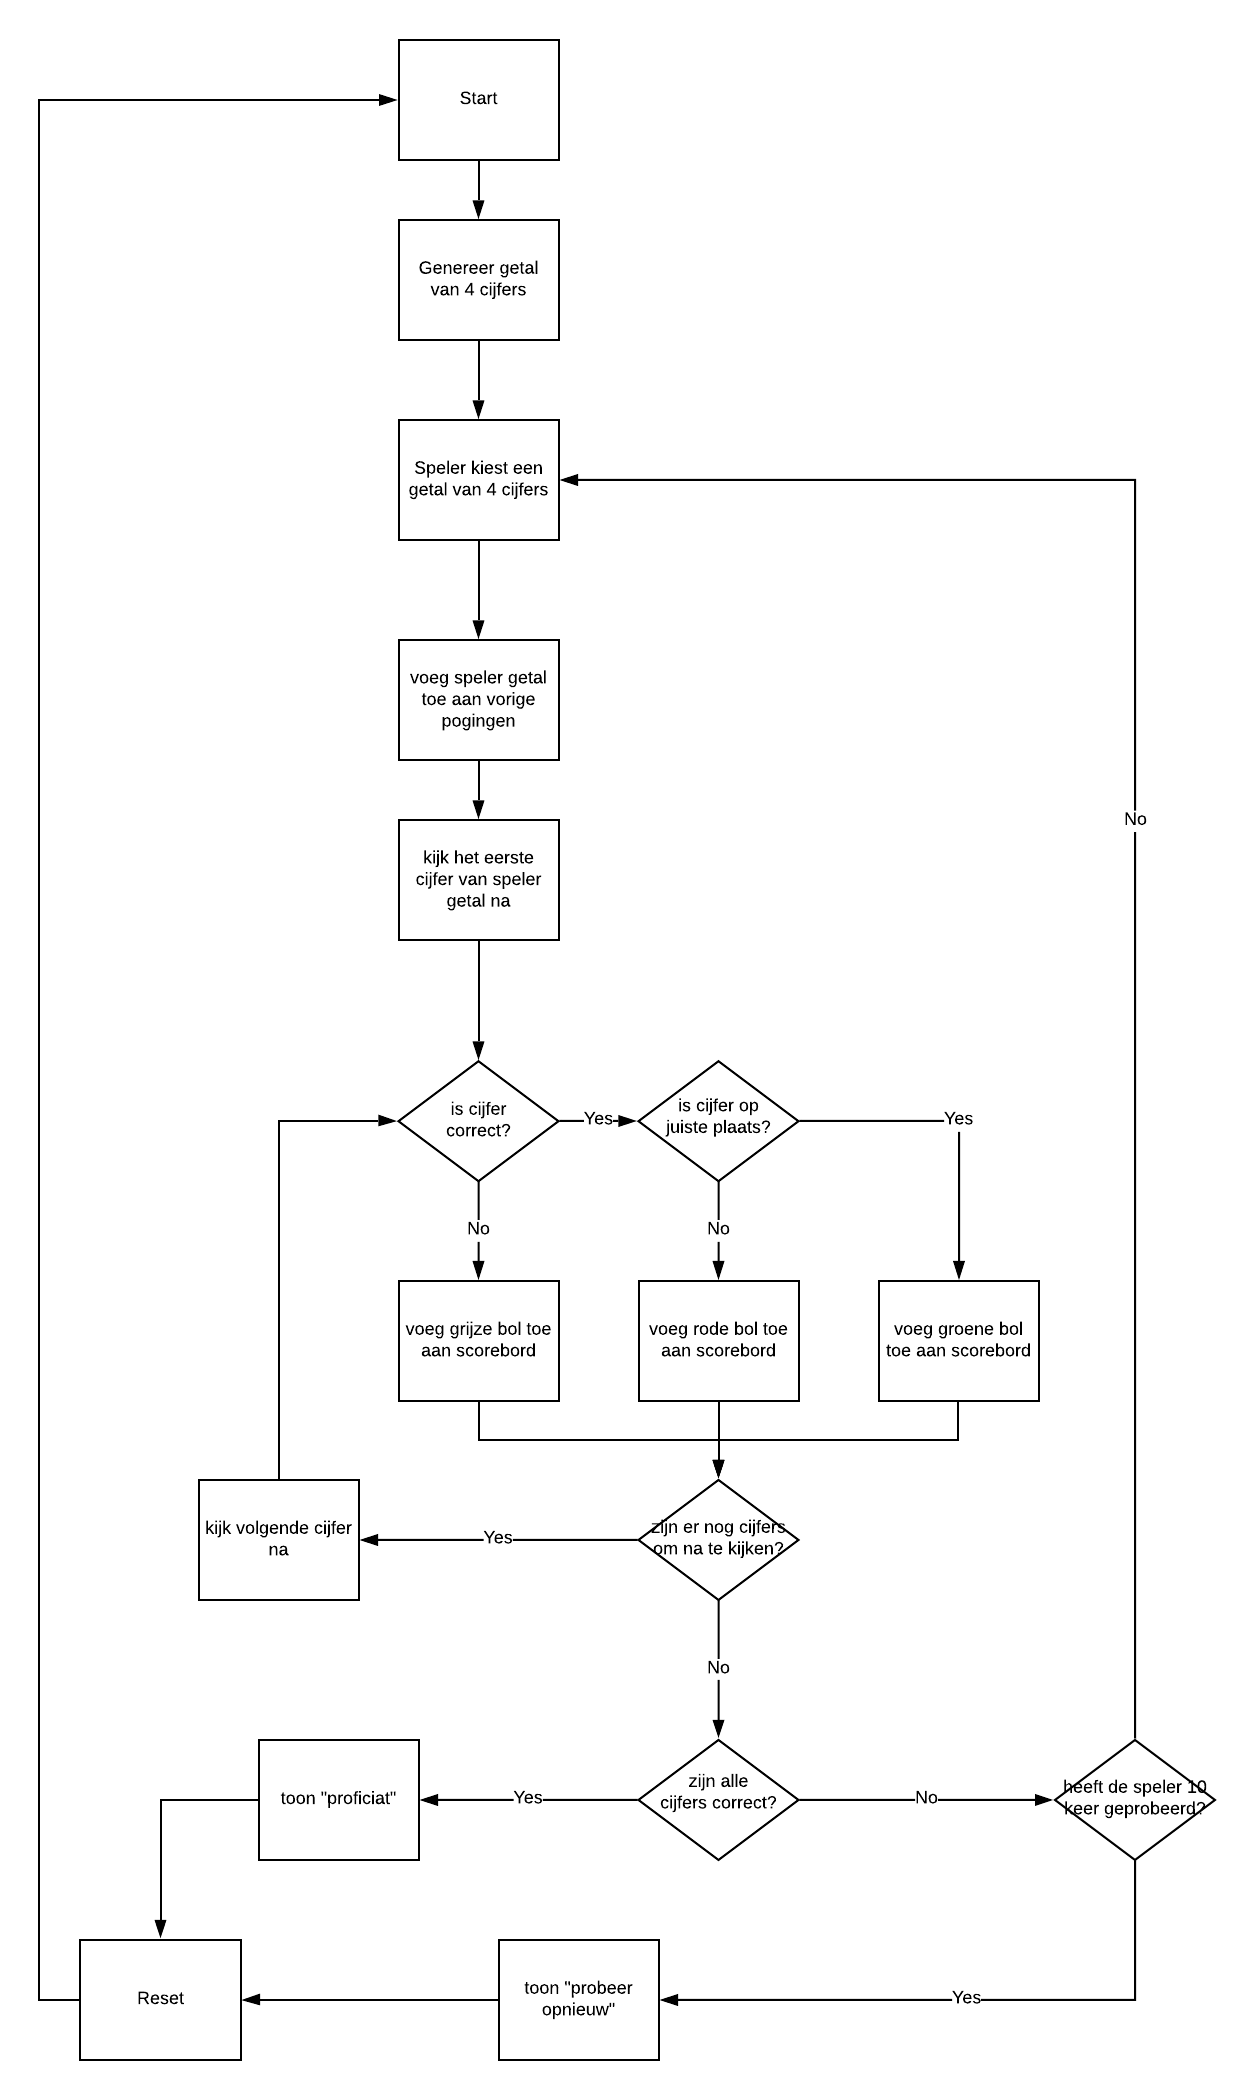 Start
Genereer getal
van 4 cijfers
Speler kiest een
getal van 4 cijfers
voeg speler getal
toe aan vorige
pogingen
No
kijk het eerste
cijfer van speler
getal na
is cijfer
correct?
Yes
is cijfer op
juiste plaats?
Yes
No
No
voeg grijze bol toe
aan scorebord
voeg rode bol toe
aan scorebord
voeg groene bol
toe aan scorebord
kijk volgende cijfer
na
Yes
zijn er nog cijfers
om na te kijken?
No
toon "proficiat"
Yes
zijn alle
cijfers correct?
No
heeft de speler 10
keer geprobeerd?
Reset
toon "probeer
opnieuw"
Yes